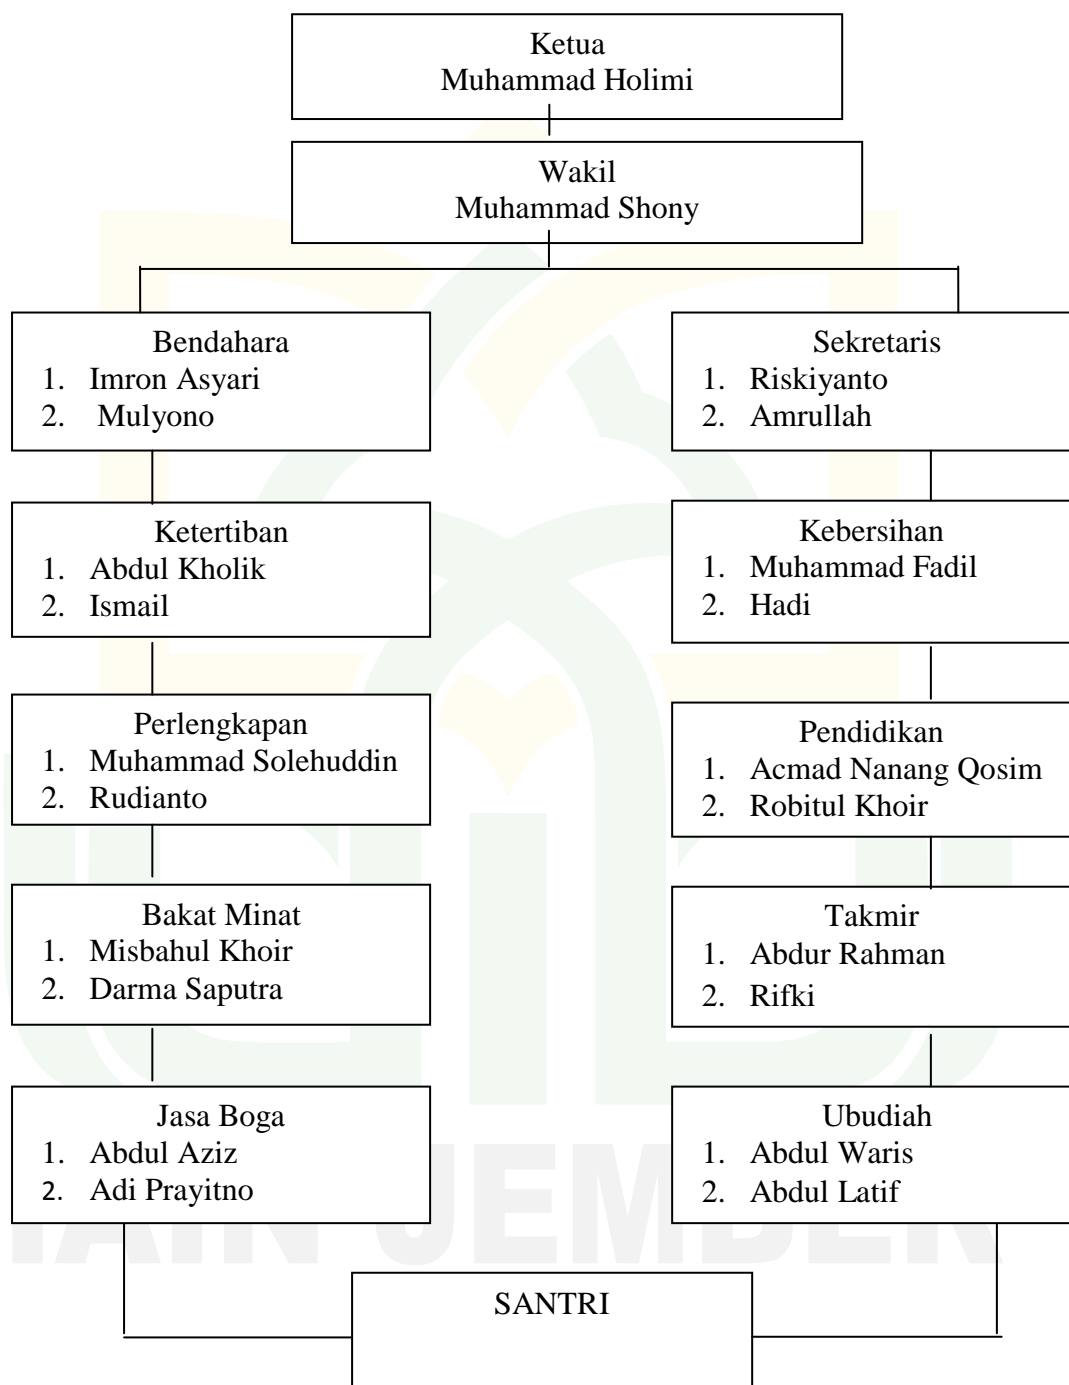 Ketua
Muhammad Holimi
Wakil
Muhammad Shony
Bendahara
1. Imron Asyari
2. Mulyono
Sekretaris
1. Riskiyanto
2. Amrullah
Ketertiban
1. Abdul Kholik
2. Ismail
Kebersihan
1. Muhammad Fadil
2. Hadi
Perlengkapan
1. Muhammad Solehuddin
2. Rudianto
Pendidikan
1. Acmad Nanang Qosim
2. Robitul Khoir
Bakat Minat
1. Misbahul Khoir
2. Darma Saputra
Takmir
1. Abdur Rahman
2. Rifki
Jasa Boga
1. Abdul Aziz
2. Adi Prayitno
Ubudiah
1. Abdul Waris
2. Abdul Latif
IAIN JEMBER
SANTRI